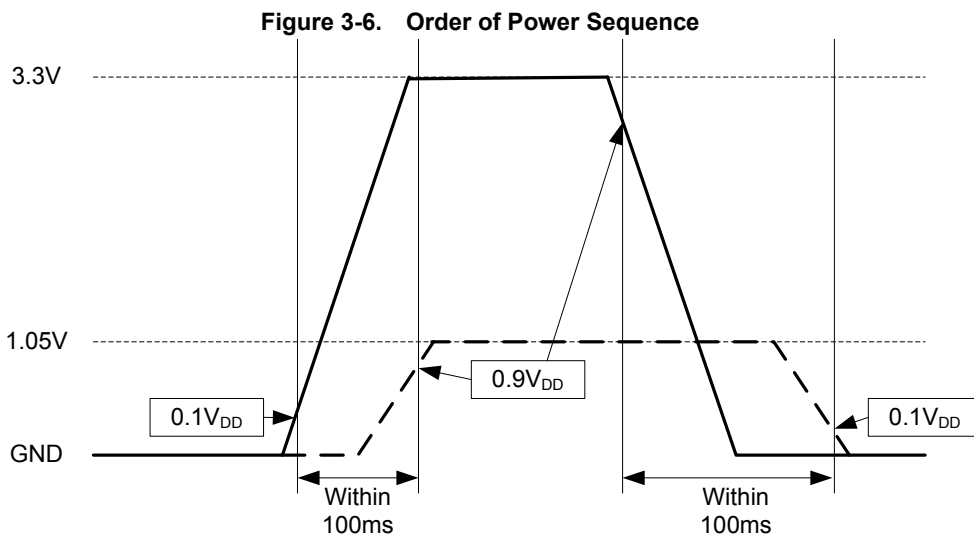 Figure 3-6. Order of Power Sequence
3.3V
1.05V
0.9VDD
0.1VDD
0.1VDD
GND
Within
100ms
Within
100ms